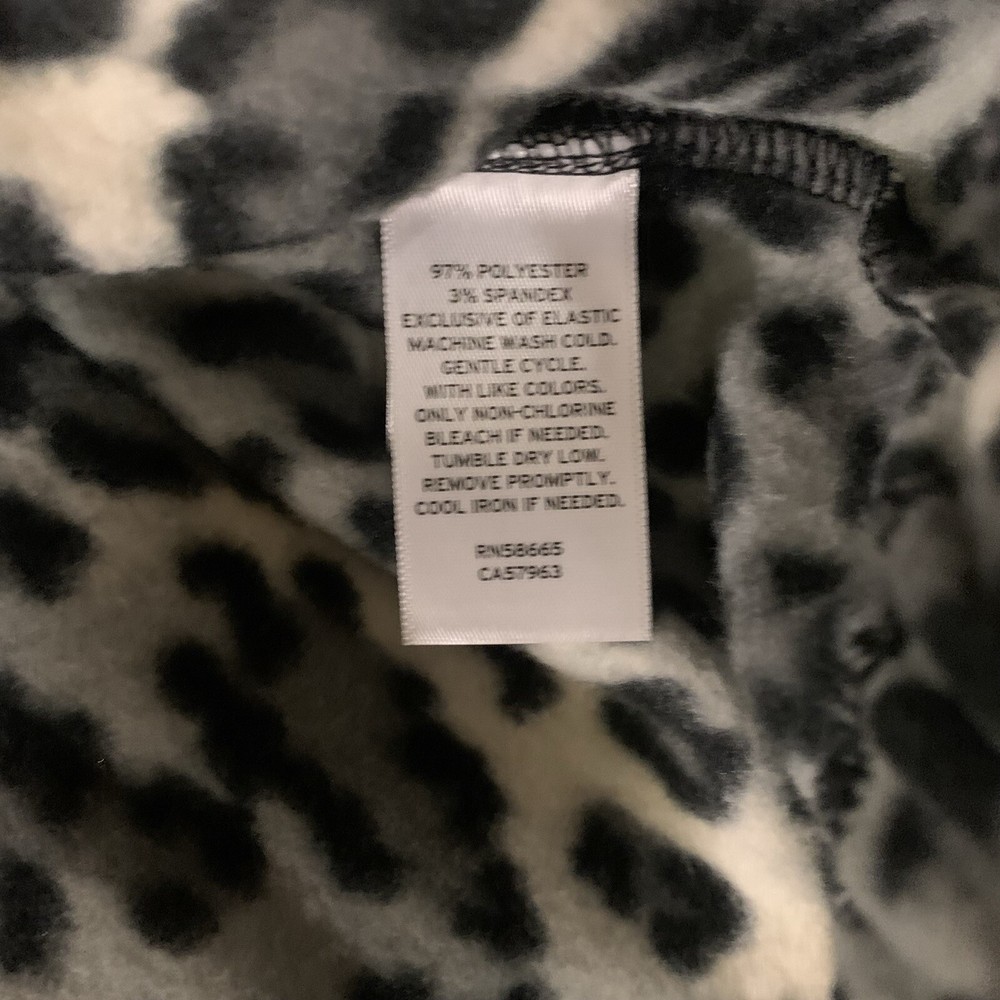 97% POLYESTER
3% SPANDEX
EXCLUSIVE OF ELASTIC
MACHINE WASH COLD.
GENTLE CYCLE.
WITH LIKE COLORS.
ONLY NON-CHLORINE
BLEACH IF NEEDED.
TUMBLE DRY LOW.
REMOVE PROMPTLY.
COOL IRON IF NEEDED.
RN58665
CA57963